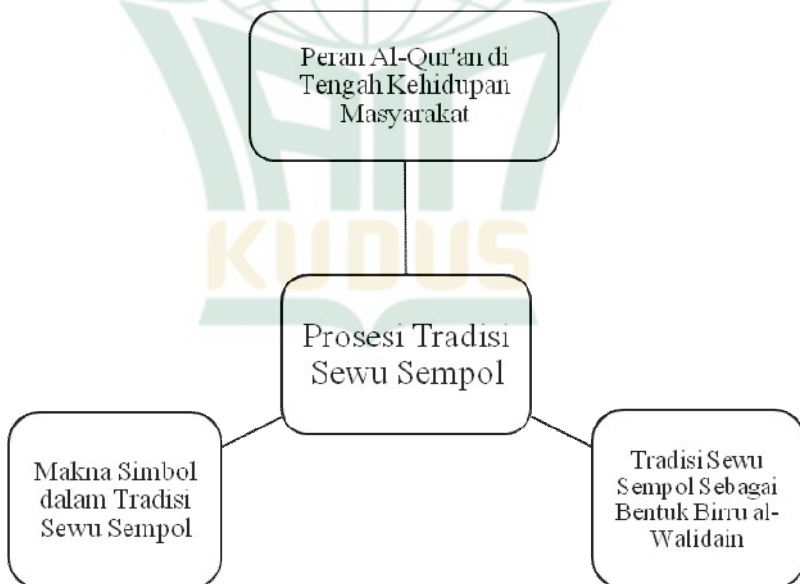 Peran Al-Qur'an di
Tengah Kehidupan
Masyarakat
IAIN
KUDUS
Prosesi Tradisi
Sewu Sempol
Makna Simbol
dalam Tradisi
Sewu Sempol
Tradisi Sewu
Sempol Sebagai
Bentuk Birru al-
Walidain